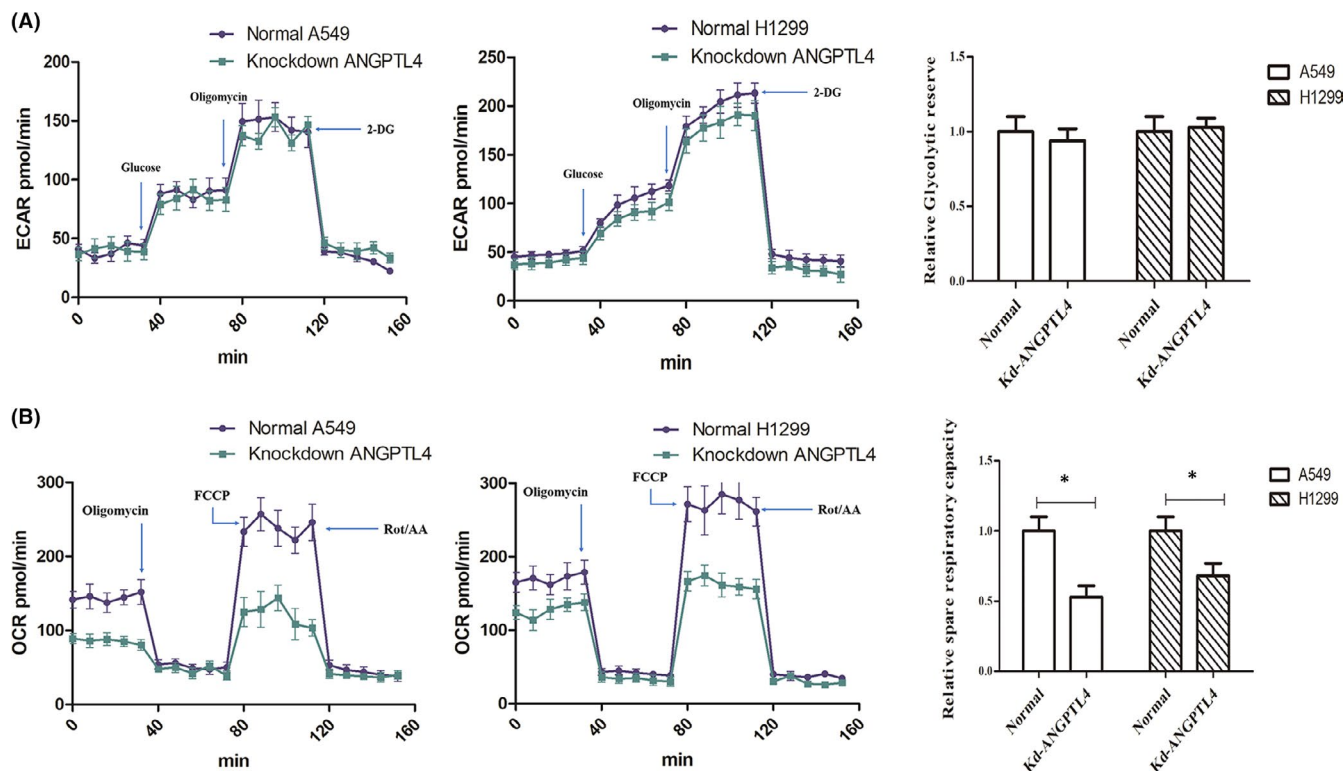 (A)
Normal A549
Knockdown ANGPTL4
ECAR pmol/min
200
150
100
50
0
Glucose
Oligomycin
2-DG
0 40 80 120 160
min
Normal H1299
Knockdown ANGPTL4
ECAR pmol/min
250
200
150
100
50
0
Glucose
Oligomycin
2-DG
0 40 80 120 160
min
A549
H1299
Relative Glycolytic reserve
1.5
1.0
0.5
0.0
Normal
Kd-ANGPTL4
Normal
Kd-ANGPTL4
(B)
Normal A549
Knockdown ANGPTL4
OCR pmol/min
300
200
100
0
Oligomycin
FCCP
Rot/AA
0 40 80 120 160
min
Normal H1299
Knockdown ANGPTL4
OCR pmol/min
300
200
100
0
Oligomycin
FCCP
Rot/AA
0 40 80 120 160
min
A549
H1299
Relative spare respiratory capacity
1.5
1.0
0.5
0.0
* *
Normal
Kd-ANGPTL4
Normal
Kd-ANGPTL4